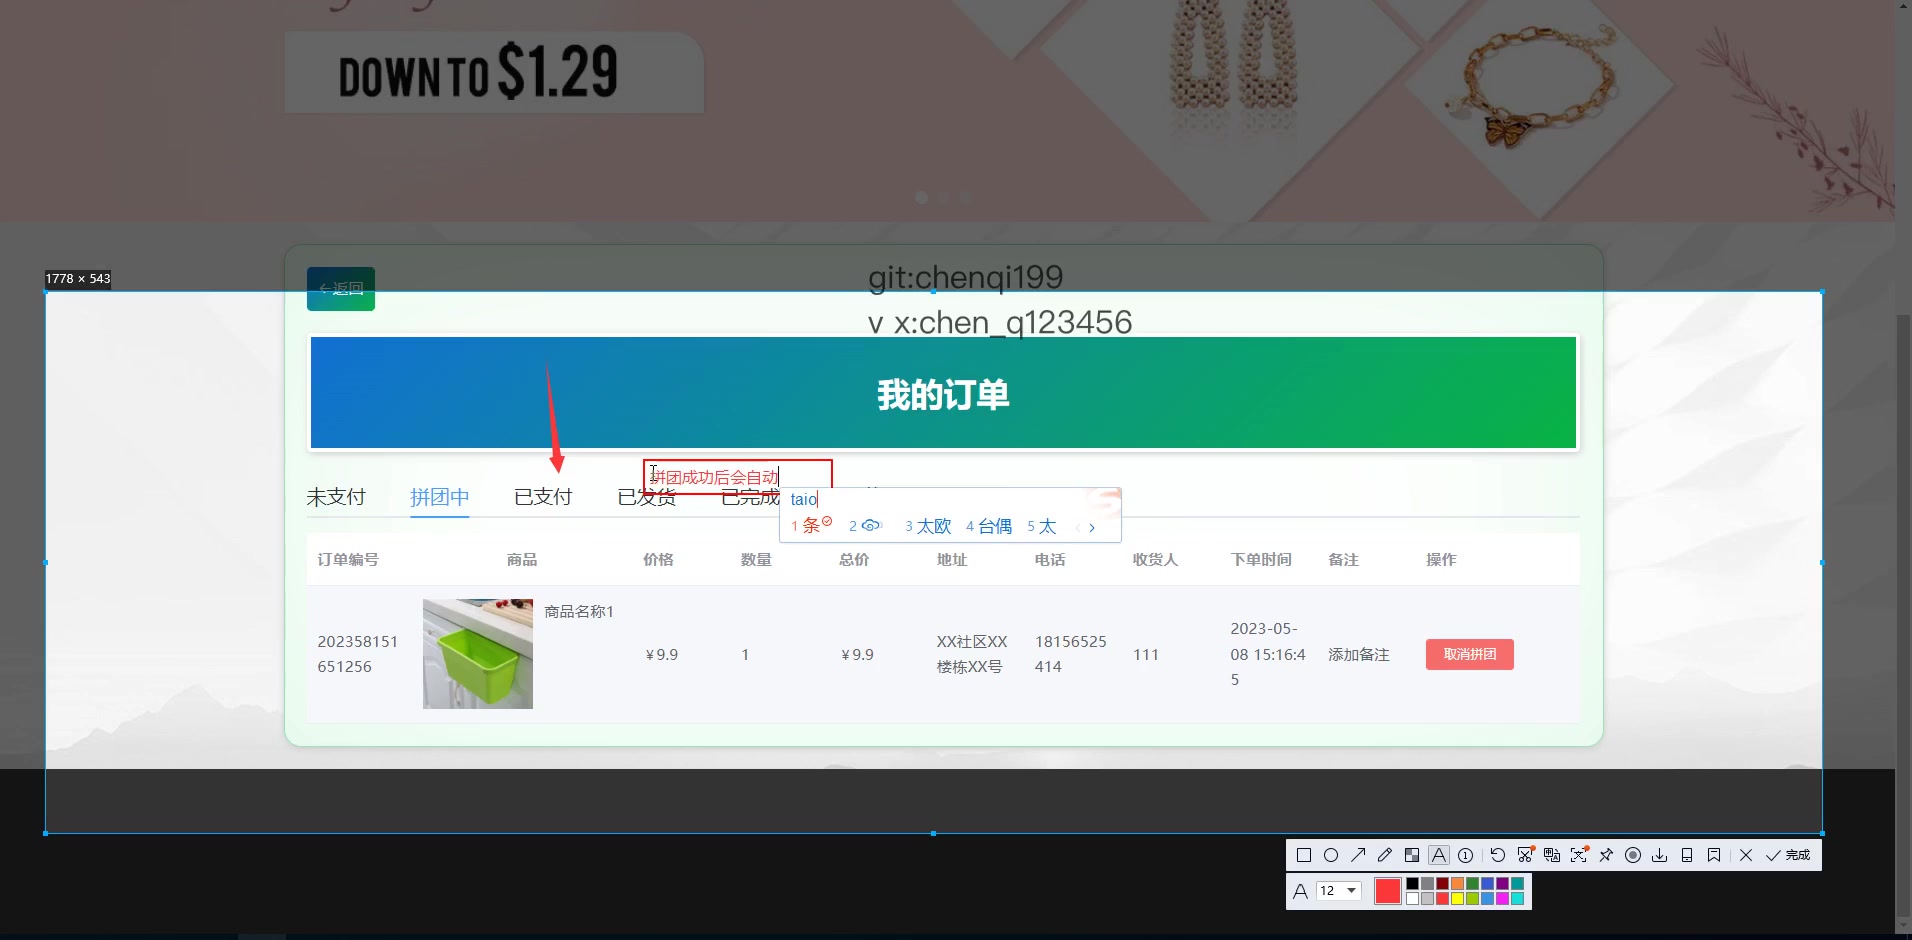 DOWN TO $1.29
1778 × 543
←返回
git:chenqi199
v x:chen_q123456
我的订单
拼团成功后会自动
未支付 拼团中 已支付 已发货 已完成
taio
1 条 2 3 太欧 4 台偶 5 太
订单编号 商品 价格 数量 总价 地址 电话 收货人 下单时间 备注 操作
商品名称1
202358151
651256
¥9.9 1 ¥9.9
XX社区XX
楼栋XX号
18156525
414
111
2023-05-
08 15:16:4
5
添加备注
取消拼团
完成
A 12